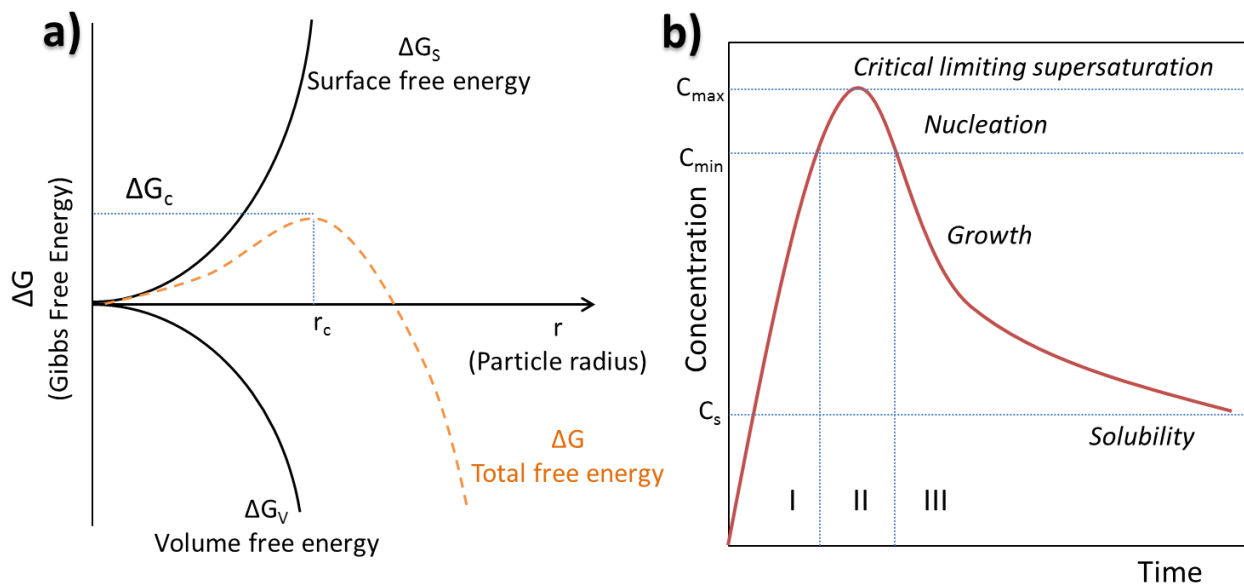 a)
ΔG
(Gibbs Free Energy)
ΔG_S
Surface free energy
ΔG_c
r_c
r
(Particle radius)
ΔG
Total free energy
ΔG_V
Volume free energy
b)
Concentration
C_max
C_min
C_s
Critical limiting supersaturation
Nucleation
Growth
Solubility
I II III
Time